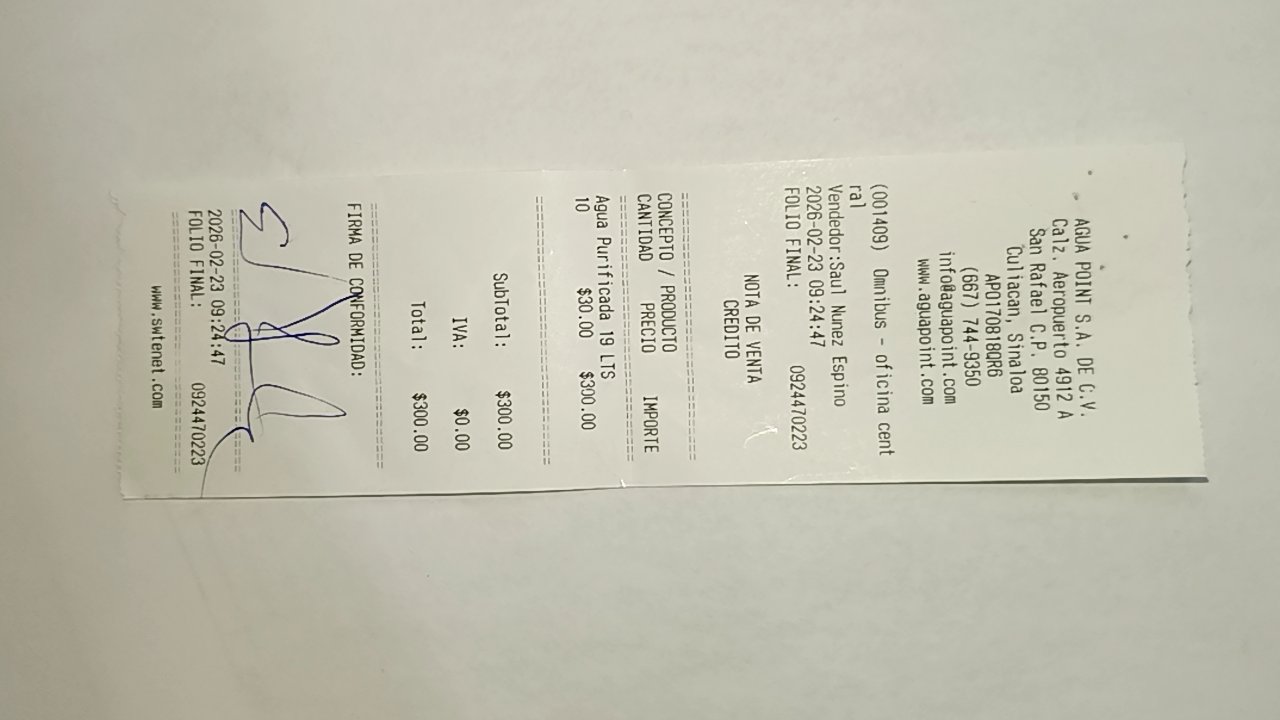 AGUA POINT S.A. DE C.V.
Calz. Aeropuerto 4912 A
San Rafael C.P. 80150
Culiacan, Sinaloa
APO170818QR6
(667) 744-9350
info@aguapoint.com
www.aguapoint.com
(001409) Omnibus - oficina cent
ral
Vendedor:Saul Nunez Espino
2026-02-23 09:24:47
FOLIO FINAL: 0924470223
NOTA DE VENTA
CREDITO
===============================
CONCEPTO / PRODUCTO
CANTIDAD PRECIO IMPORTE
===============================
Agua Purificada 19 LTS
10 $30.00 $300.00
===============================
SubTotal: $300.00
IVA: $0.00
Total: $300.00
===============================
FIRMA DE CONFORMIDAD:
===============================
2026-02-23 09:24:47
FOLIO FINAL: 0924470223
===============================
www.swtenet.com